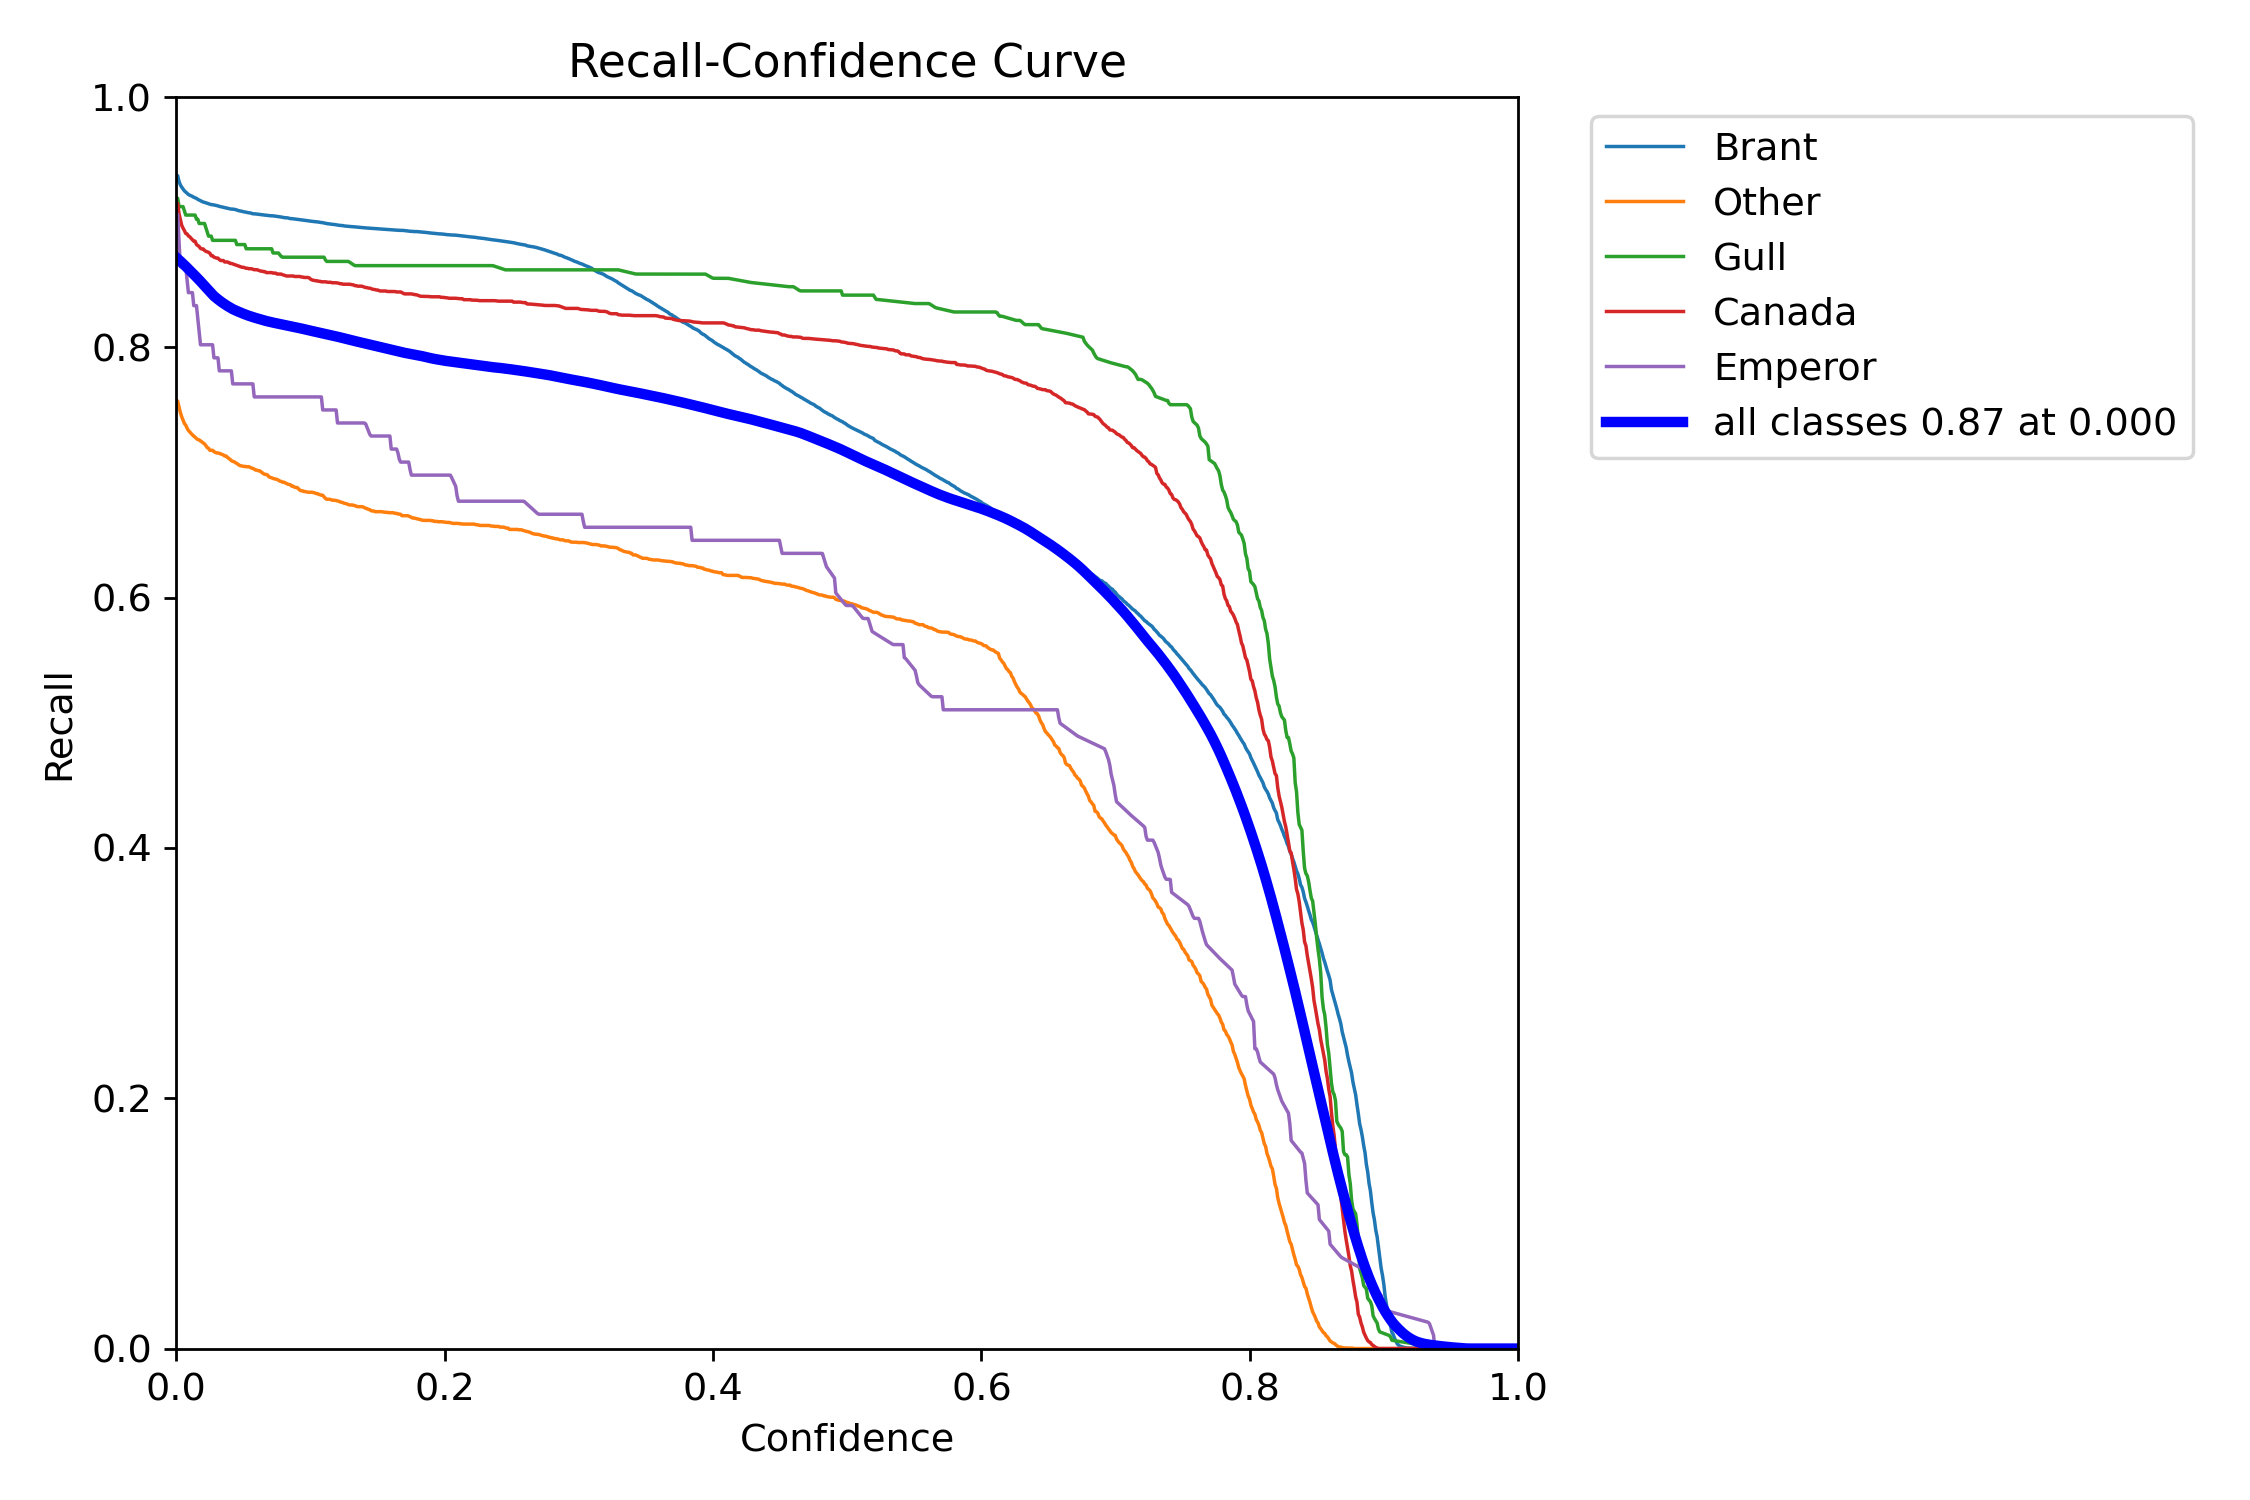 Recall-Confidence Curve
1.0
0.8
0.6
0.4
0.2
0.0
Recall
0.0 0.2 0.4 0.6 0.8 1.0
Confidence
Brant
Other
Gull
Canada
Emperor
all classes 0.87 at 0.000